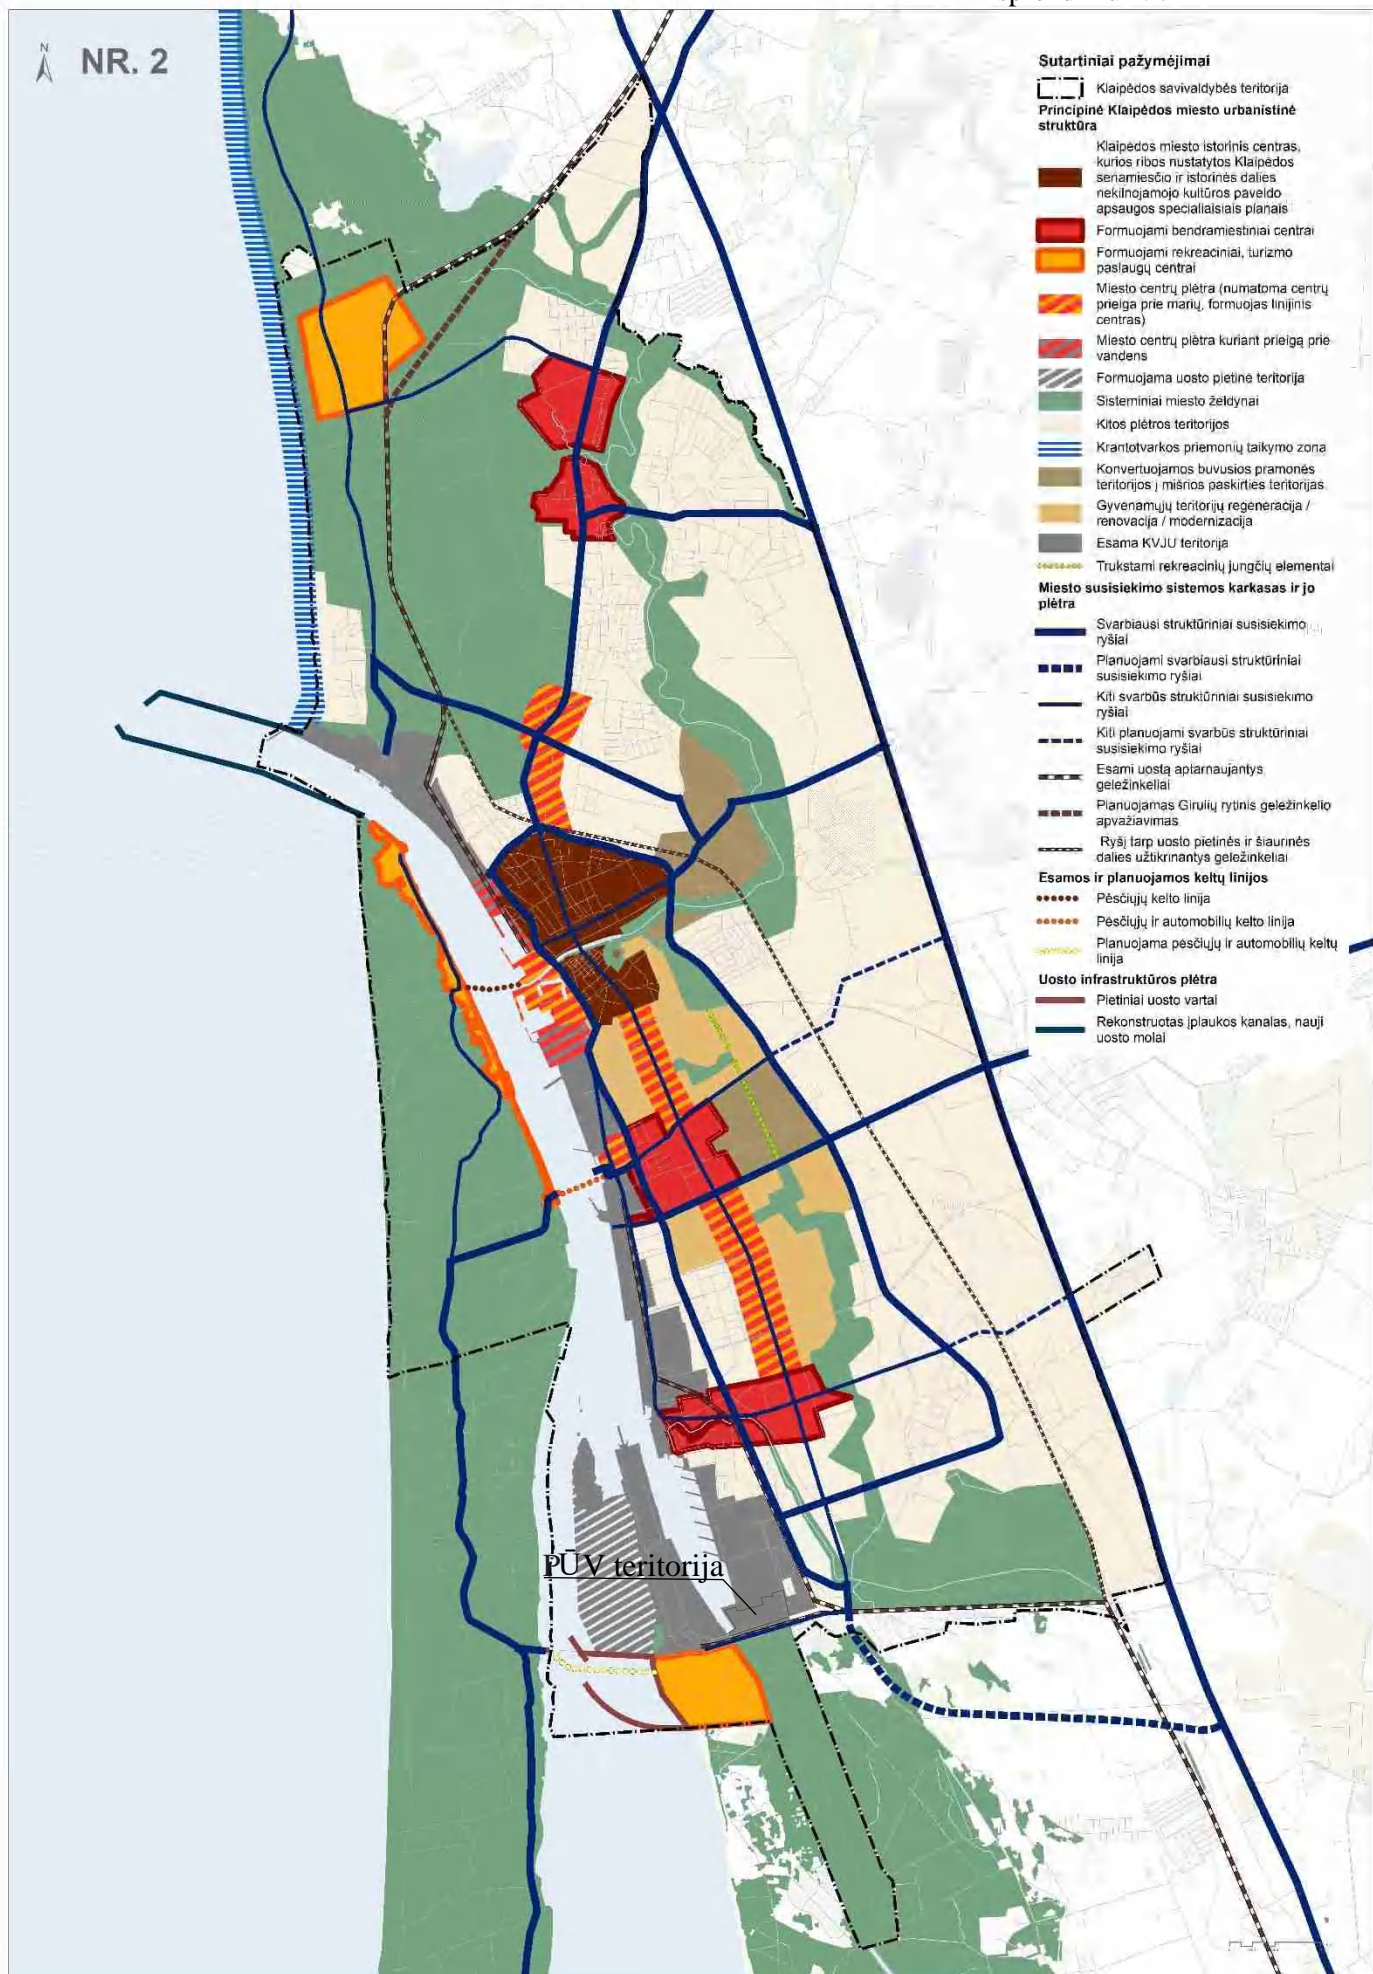 N
NR. 2
Sutartiniai pažymėjimai
Klaipėdos savivaldybės teritorija
Principinė Klaipėdos miesto urbanistinė
struktūra
Klaipėdos miesto istorinis centras,
kurios ribos nustatytos Klaipėdos
senamiesčio ir istorinės dalies
nekilnojamojo kultūros paveldo
apsaugos specialiaisiais planais
Formuojami bendramiestiniai centrai
Formuojami rekreaciniai, turizmo
paslaugų centrai
Miesto centrų plėtra (numatoma centrų
prieiga prie marių, formuojas linijinis
centras)
Miesto centrų plėtra kuriant prieigą prie
vandens
Formuojama uosto pietinė teritorija
Sisteminiai miesto želdynai
Kitos plėtros teritorijos
Krantotvarkos priemonių taikymo zona
Konvertuojamos buvusios pramonės
teritorijos į mišrios paskirties teritorijas
Gyvenamųjų teritorijų regeneracija /
renovacija / modernizacija
Esama KVJU teritorija
Trukstami rekreacinių jungčių elementai
Miesto susisiekimo sistemos karkasas ir jo
plėtra
Svarbiausi struktūriniai susisiekimo
ryšiai
Planuojami svarbiausi struktūriniai
susisiekimo ryšiai
Kiti svarbūs struktūriniai susisiekimo
ryšiai
Kiti planuojami svarbūs struktūriniai
susisiekimo ryšiai
Esami uostą aptarnaujantys
geležinkeliai
Planuojamas Girulių rytinis geležinkelio
apvažiavimas
Ryšį tarp uosto pietinės ir šiaurinės
dalies užtikrinantys geležinkeliai
Esamos ir planuojamos keltų linijos
Pėsčiųjų kelto linija
Pėsčiųjų ir automobilių kelto linija
Planuojama pėsčiųjų ir automobilių keltų
linija
Uosto infrastruktūros plėtra
Pietiniai uosto vartai
Rekonstruotas įplaukos kanalas, nauji
uosto molai
PŪV teritorija